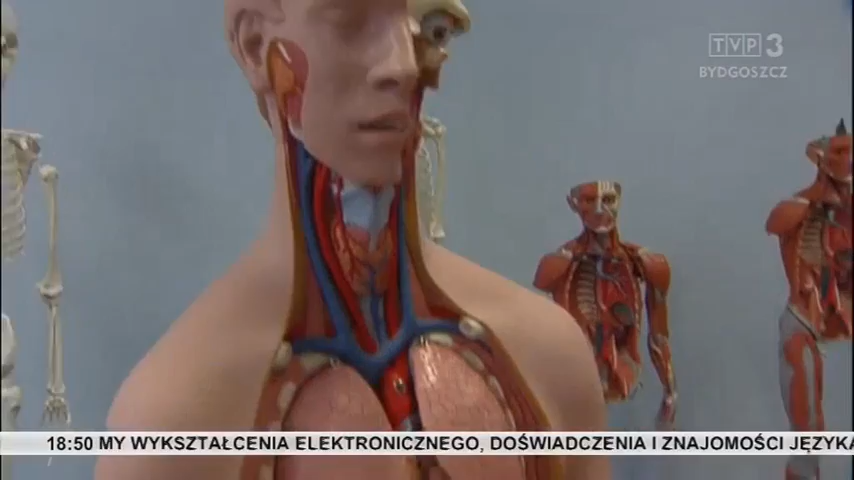 TVP3
BYDGOSZCZ
18:50 MY WYKSZTAŁCENIA ELEKTRONICZNEGO, DOŚWIADCZENIA I ZNAJOMOŚCI JĘZYKA